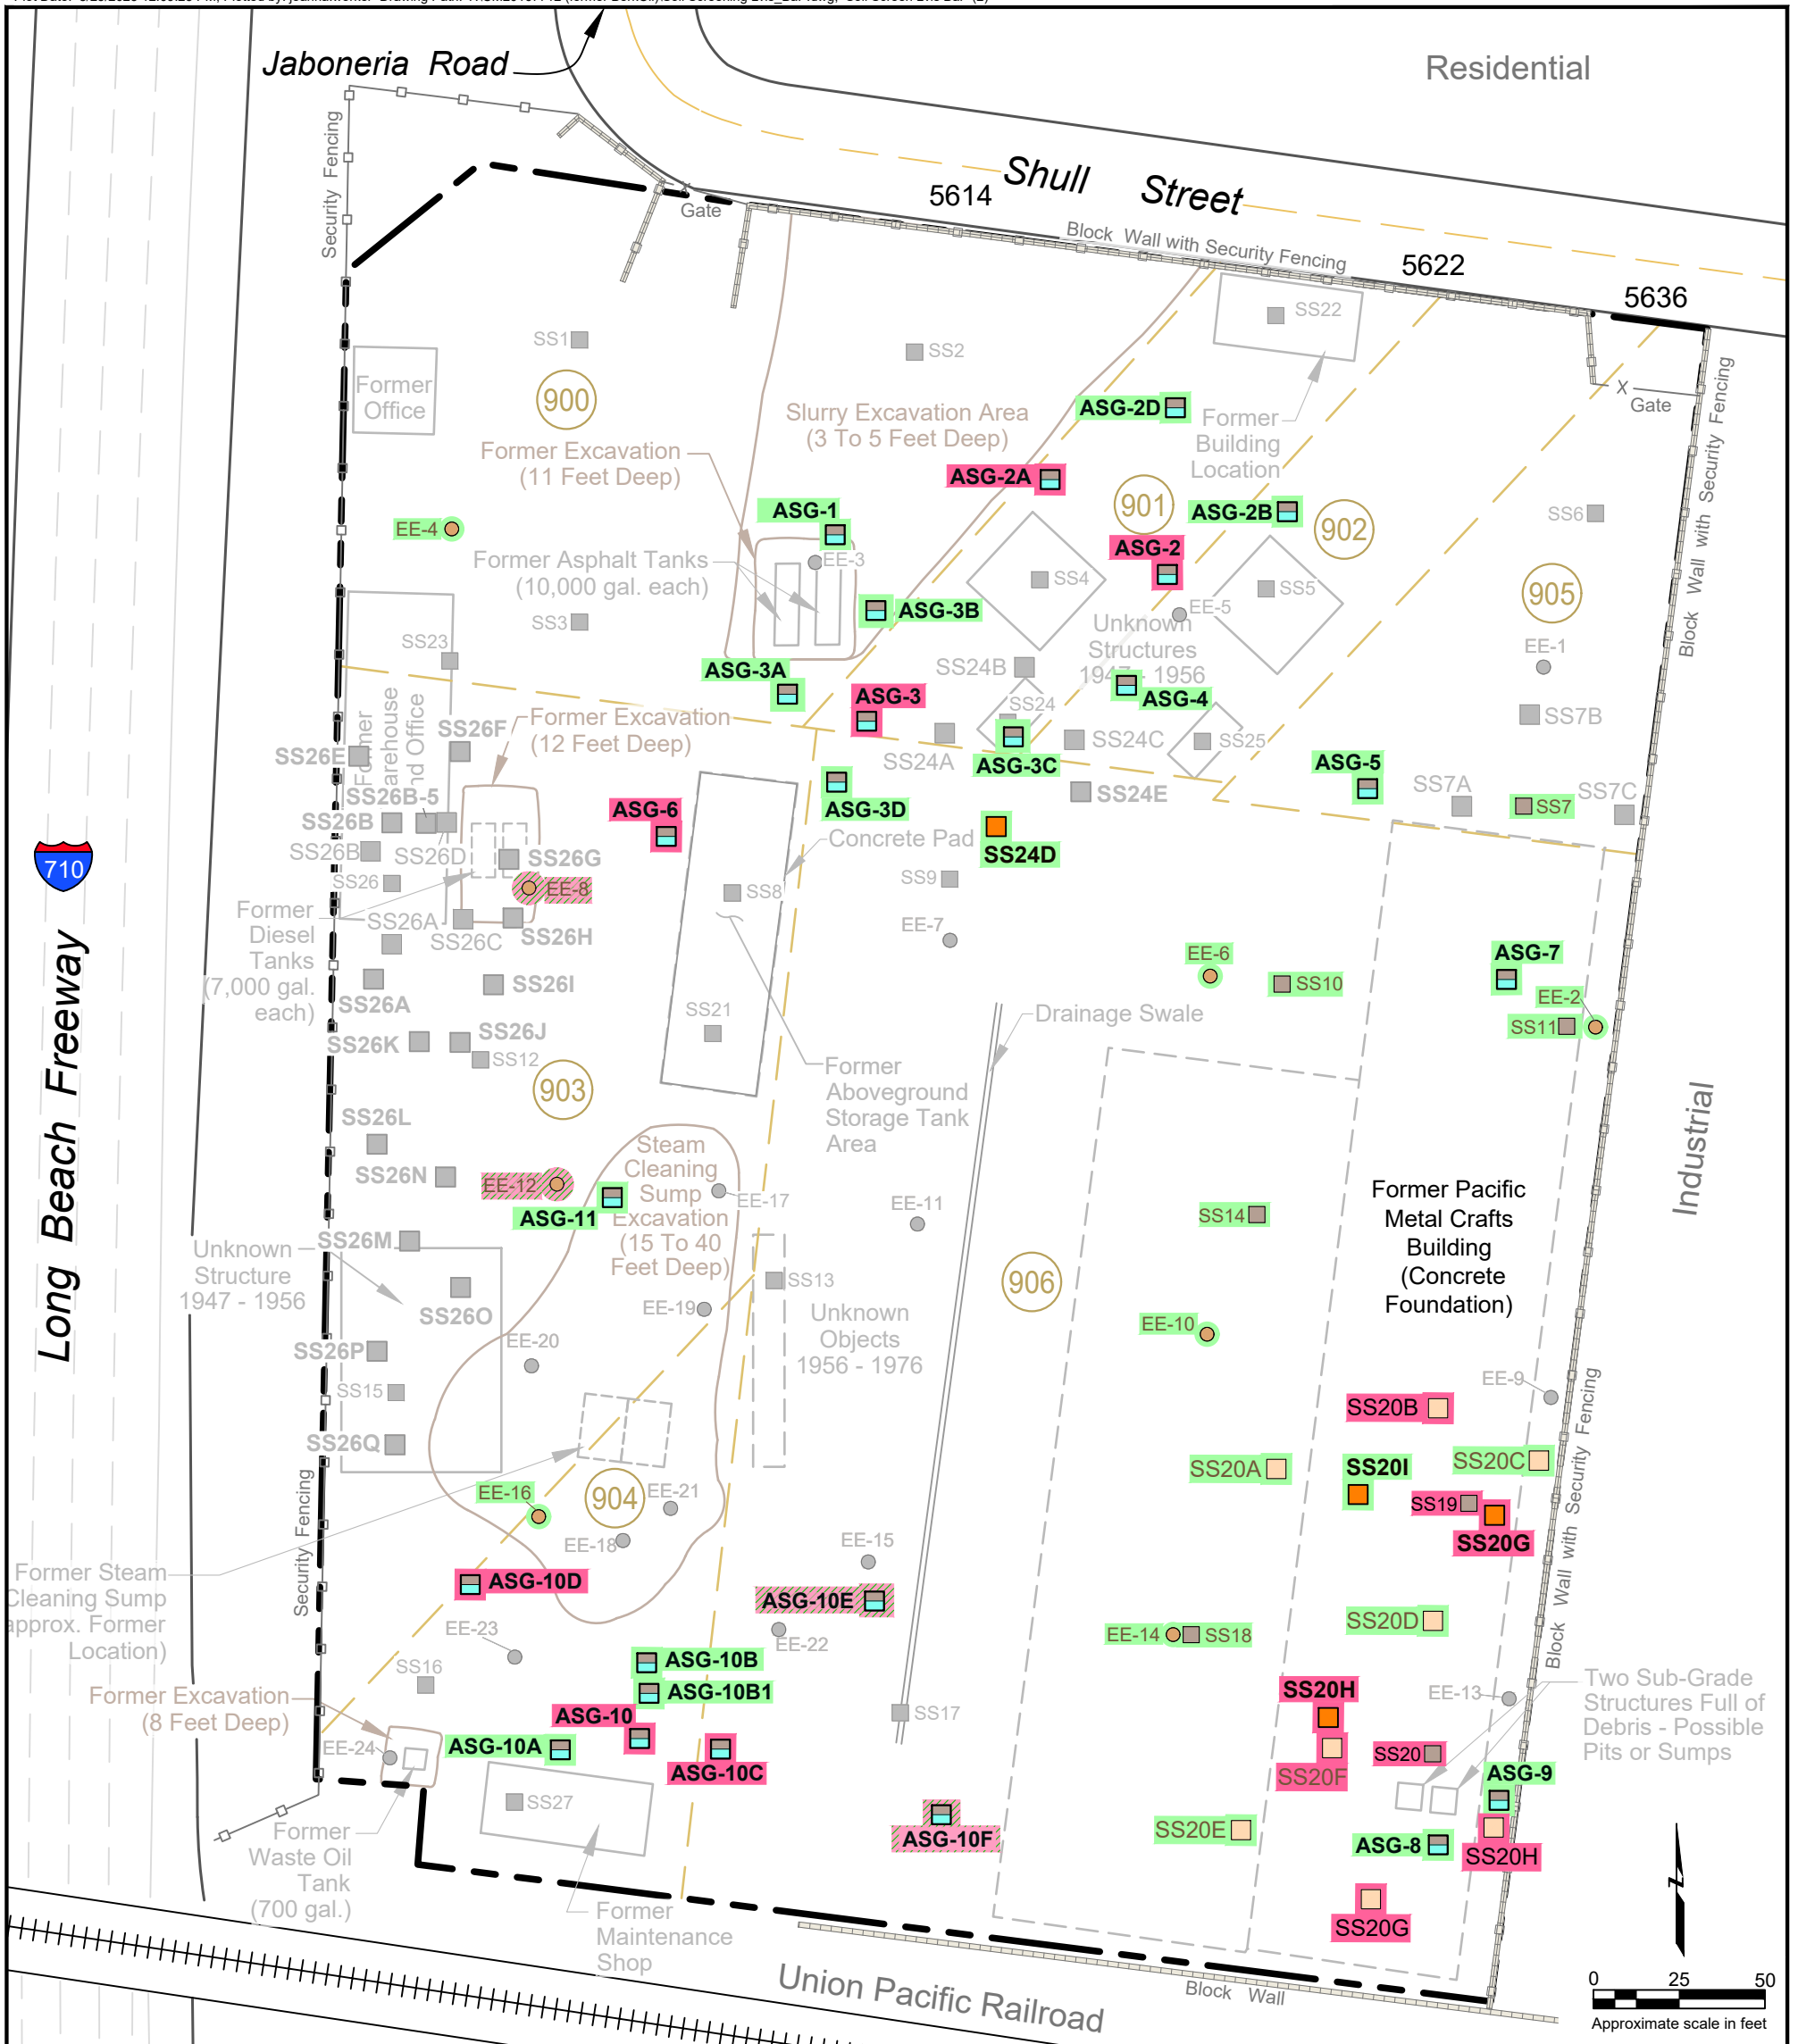 Jaboneria Road
Residential
Shull Street
5614
5622
5636
Gate
Security Fencing
Block Wall with Security Fencing
SS22
SS1
SS2
Former
Office
900
Slurry Excavation Area
(3 To 5 Feet Deep)
ASG-2D
Former
Building
Location
X
Gate
Block Wall with Security Fencing
Former Excavation
(11 Feet Deep)
ASG-2A
901
ASG-2B
902
SS6
EE-4
ASG-1
ASG-2
Former Asphalt Tanks
(10,000 gal. each)
EE-3
SS4
SS5
905
ASG-3B
EE-5
SS3
Unknown
Structures
1947 - 1956
EE-1
SS23
ASG-3A
SS24B
ASG-4
ASG-3
SS24
SS7B
Former
Warehouse
and Office
SS26F
Former Excavation
(12 Feet Deep)
SS26E
SS24A
SS24C
SS25
ASG-3C
ASG-5
SS26B-5
ASG-3D
SS24E
SS7A
SS7
SS7C
SS26B
ASG-6
Concrete Pad
SS24D
710
SS26B
SS26D
SS26G
SS26
EE-8
SS8
SS9
Former
Diesel
Tanks
(7,000 gal.
each)
SS26A
SS26C
SS26H
EE-7
EE-6
ASG-7
SS26A
SS26I
SS10
EE-2
SS21
Drainage Swale
SS11
SS26K
SS26J
SS12
Long Beach Freeway
903
Former
Aboveground
Storage Tank
Area
Industrial
SS26L
Steam
Cleaning
Sump
Excavation
(15 To 40
Feet Deep)
SS26N
EE-12
EE-17
Former Pacific
Metal Crafts
Building
(Concrete
Foundation)
ASG-11
EE-11
SS14
SS26M
Unknown
Structure
1947 - 1956
906
SS13
SS26O
EE-19
Unknown
Objects
1956 - 1976
EE-10
EE-20
SS26P
SS15
EE-9
SS20B
SS26Q
SS20A
SS20I
SS20C
EE-16
904
EE-21
SS19
SS20G
Security Fencing
EE-18
EE-15
Block Wall with Security Fencing
Former Steam
Cleaning Sump
approx. Former
Location)
ASG-10D
ASG-10E
EE-23
EE-22
EE-14
SS18
SS20D
ASG-10B
SS16
ASG-10B1
Two Sub-Grade
Structures Full of
Debris - Possible
Pits or Sumps
Former Excavation
(8 Feet Deep)
SS20H
EE-13
ASG-10
SS17
EE-24
ASG-10A
SS20F
SS20
ASG-10C
ASG-9
SS27
Former
Waste Oil
Tank
(700 gal.)
ASG-10F
SS20E
ASG-8
SS20H
Former
Maintenance
Shop
SS20G
N
Union Pacific Railroad
Block Wall
0 25 50
Approximate scale in feet